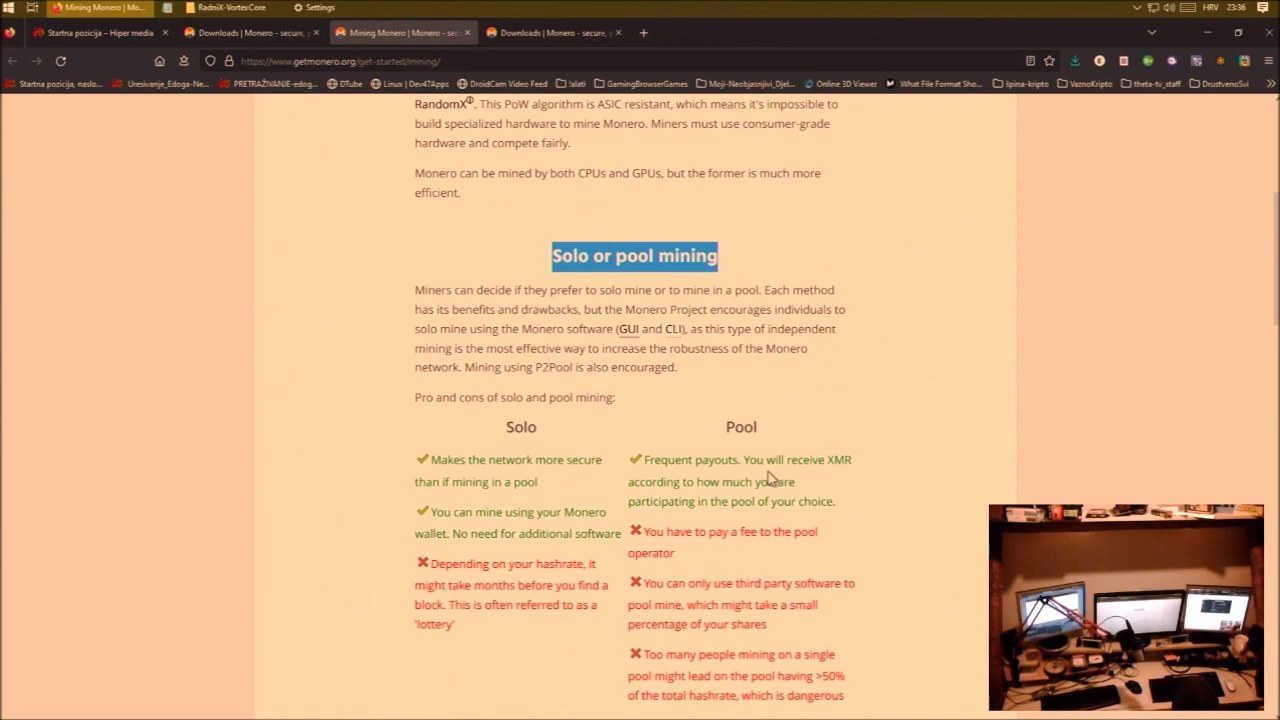 Mining Monero | Mo...
RadniX-VortexCore
Settings
HRV
23:36
Startna pozicija – Hiper media
Downloads | Monero - secure, p
Mining Monero | Monero - sec
Downloads | Monero - secure, p
https://www.getmonero.org/get-started/mining/
Startna pozicija, naslo...
Uresivanje_Edoga-Ne...
PRETRAŽIVANJE-edog...
DTube
Linux | Dev47Apps
DroidCam Video Feed
!alati
GamingBrowserGames
Moji-Neobjasnjivi_Djel...
Online 3D Viewer
What File Format Sho...
špina-kripto
VaznoKripto
theta-tv_staff
DrustvenoSvi
RandomX. This PoW algorithm is ASIC resistant, which means it's impossible to
build specialized hardware to mine Monero. Miners must use consumer-grade
hardware and compete fairly.
Monero can be mined by both CPUs and GPUs, but the former is much more
efficient.
Solo or pool mining
Miners can decide if they prefer to solo mine or to mine in a pool. Each method
has its benefits and drawbacks, but the Monero Project encourages individuals to
solo mine using the Monero software (GUI and CLI), as this type of independent
mining is the most effective way to increase the robustness of the Monero
network. Mining using P2Pool is also encouraged.
Pro and cons of solo and pool mining:
Solo
Makes the network more secure
than if mining in a pool
You can mine using your Monero
wallet. No need for additional software
Depending on your hashrate, it
might take months before you find a
block. This is often referred to as a
'lottery'
Pool
Frequent payouts. You will receive XMR
according to how much you are
participating in the pool of your choice.
You have to pay a fee to the pool
operator
You can only use third party software to
pool mine, which might take a small
percentage of your shares
Too many people mining on a single
pool might lead on the pool having >50%
of the total hashrate, which is dangerous